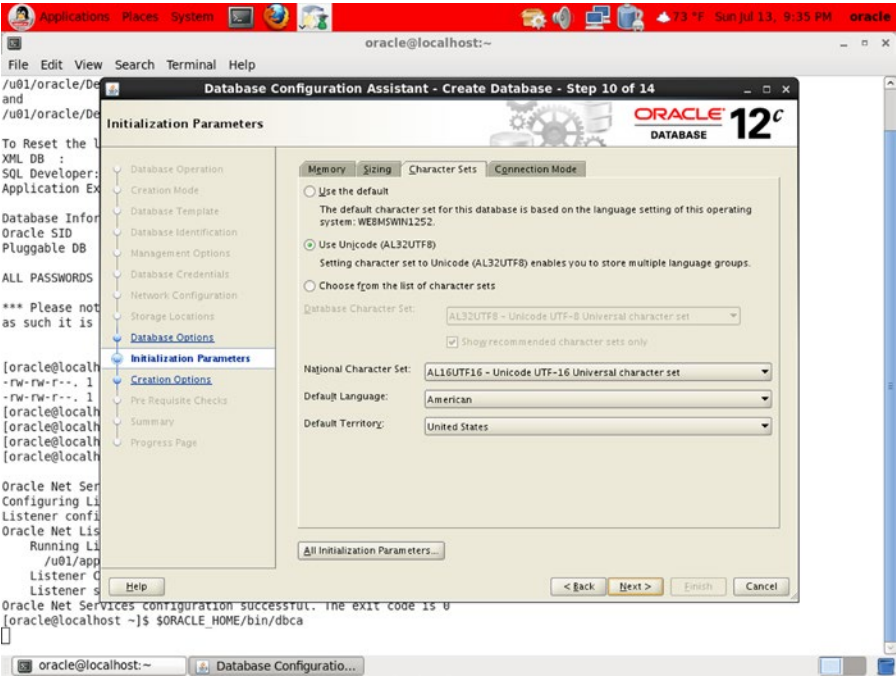 Applications Places System 73 °F Sun Jul 13, 9:35 PM oracle
oracle@localhost:~
File Edit View Search Terminal Help
/u01/oracle/De
and
/u01/oracle/De
To Reset the l
XML DB :
SQL Developer:
Application Ex
Database Infor
Oracle SID
Pluggable DB
ALL PASSWORDS
*** Please not
as such it is
[oracle@localh
-rw-rw-r--. 1
-rw-rw-r--. 1
[oracle@localh
[oracle@localh
[oracle@localh
[oracle@localh
Oracle Net Ser
Configuring Li
Listener confi
Oracle Net Lis
Running Li
/u01/app
Listener C
Listener s
Oracle Net Services configuration successful. The exit code is 0
[oracle@localhost ~]$ $ORACLE_HOME/bin/dbca
Database Configuration Assistant - Create Database - Step 10 of 14
Initialization Parameters
ORACLE
DATABASE
12c
Database Operation
Creation Mode
Database Template
Database Identification
Management Options
Database Credentials
Network Configuration
Storage Locations
Database Options
Initialization Parameters
Creation Options
Pre Requisite Checks
Summary
Progress Page
Memory Sizing Character Sets Connection Mode
Use the default
The default character set for this database is based on the language setting of this operating
system: WE8MSWIN1252.
Use Unicode (AL32UTF8)
Setting character set to Unicode (AL32UTF8) enables you to store multiple language groups.
Choose from the list of character sets
Database Character Set: AL32UTF8 - Unicode UTF-8 Universal character set
Show recommended character sets only
National Character Set: AL16UTF16 - Unicode UTF-16 Universal character set
Default Language: American
Default Territory: United States
All Initialization Parameters...
Help < Back Next > Finish Cancel
oracle@localhost:~ Database Configuratio...